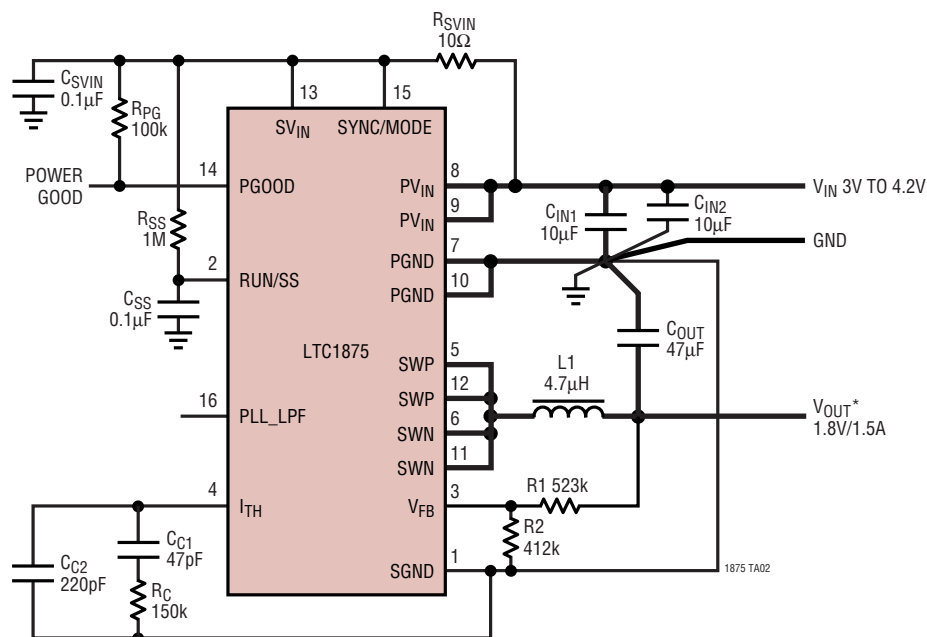 RSVIN
10Ω
CSVIN
0.1µF
RPG
100k
13
15
SVIN
SYNC/MODE
POWER
GOOD
14
PGOOD
8
PVIN
9
PVIN
VIN 3V TO 4.2V
CIN1
10µF
CIN2
10µF
RSS
1M
7
PGND
10
PGND
GND
2
RUN/SS
CSS
0.1µF
LTC1875
COUT
47µF
5
SWP
12
SWP
6
SWN
11
SWN
L1
4.7µH
VOUT*
1.8V/1.5A
16
PLL_LPF
4
ITH
3
VFB
R1 523k
R2
412k
1
SGND
CC1
47pF
CC2
220pF
RC
150k
1875 TA02